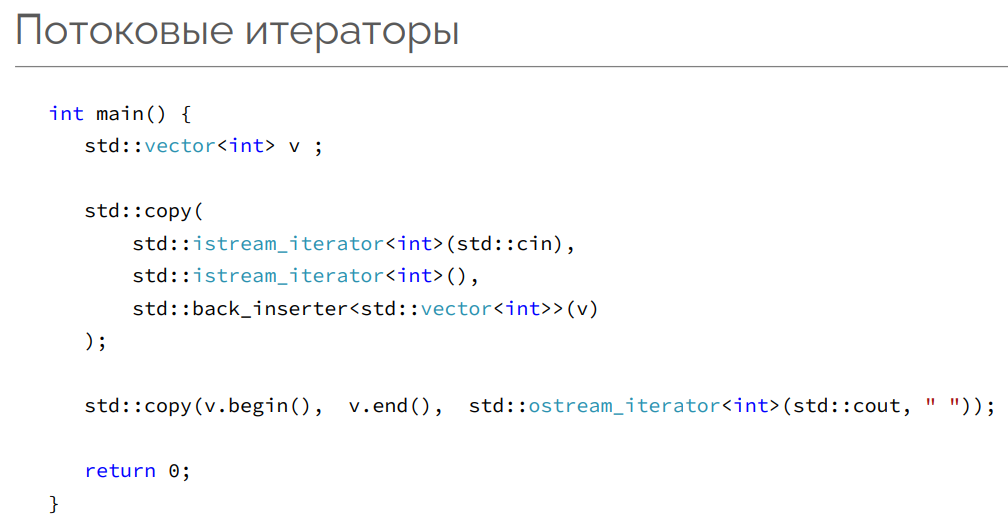 Потоковые итераторы
int main() {
std::vector<int> v ;
std::copy(
std::istream_iterator<int>(std::cin),
std::istream_iterator<int>(),
std::back_inserter<std::vector<int>>(v)
);
std::copy(v.begin(),  v.end(),  std::ostream_iterator<int>(std::cout, " "));
return 0;
}